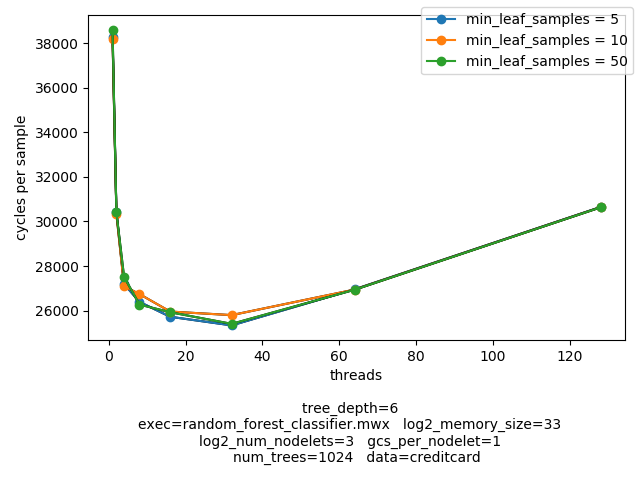 min_leaf_samples = 5
min_leaf_samples = 10
min_leaf_samples = 50
38000
36000
34000
32000
30000
28000
26000
cycles per sample
0 20 40 60 80 100 120
threads
tree_depth=6
exec=random_forest_classifier.mwx log2_memory_size=33
log2_num_nodelets=3 gcs_per_nodelet=1
num_trees=1024 data=creditcard